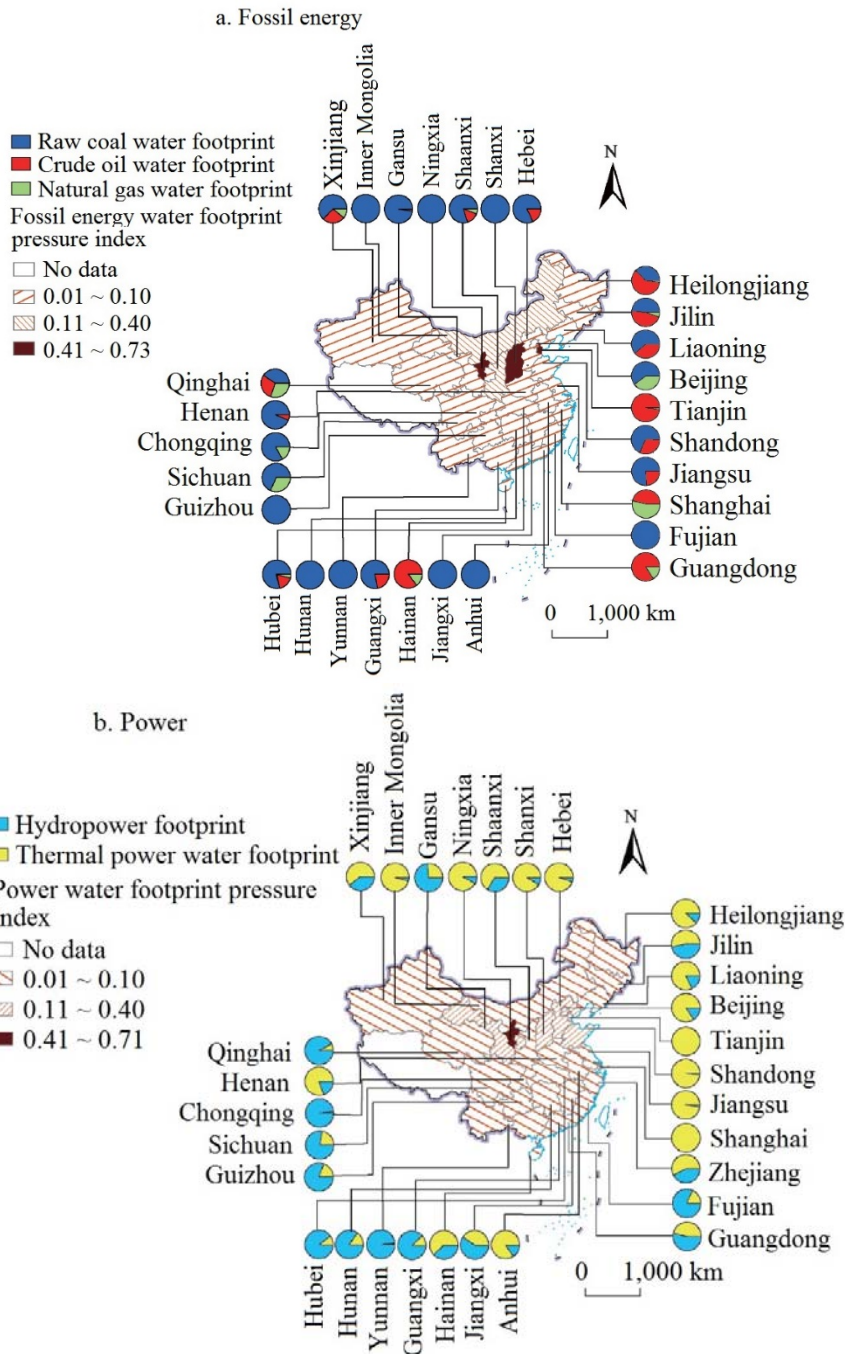 a. Fossil energy
Raw coal water footprint
Crude oil water footprint
Natural gas water footprint
Fossil energy water footprint
pressure index
No data
0.01 ~ 0.10
0.11 ~ 0.40
0.41 ~ 0.73
Xinjiang
Inner Mongolia
Gansu
Ningxia
Shaanxi
Shanxi
Hebei
N
Heilongjiang
Jilin
Liaoning
Beijing
Tianjin
Shandong
Jiangsu
Shanghai
Fujian
Guangdong
Qinghai
Henan
Chongqing
Sichuan
Guizhou
Hubei
Hunan
Yunnan
Guangxi
Hainan
Jiangxi
Anhui
0 1,000 km
b. Power
Hydropower footprint
Thermal power water footprint
Power water footprint pressure
index
No data
0.01 ~ 0.10
0.11 ~ 0.40
0.41 ~ 0.71
Xinjiang
Inner Mongolia
Gansu
Ningxia
Shaanxi
Shanxi
Hebei
N
Heilongjiang
Jilin
Liaoning
Beijing
Tianjin
Shandong
Jiangsu
Shanghai
Zhejiang
Fujian
Guangdong
Qinghai
Henan
Chongqing
Sichuan
Guizhou
Hubei
Hunan
Yunnan
Guangxi
Hainan
Jiangxi
Anhui
0 1,000 km